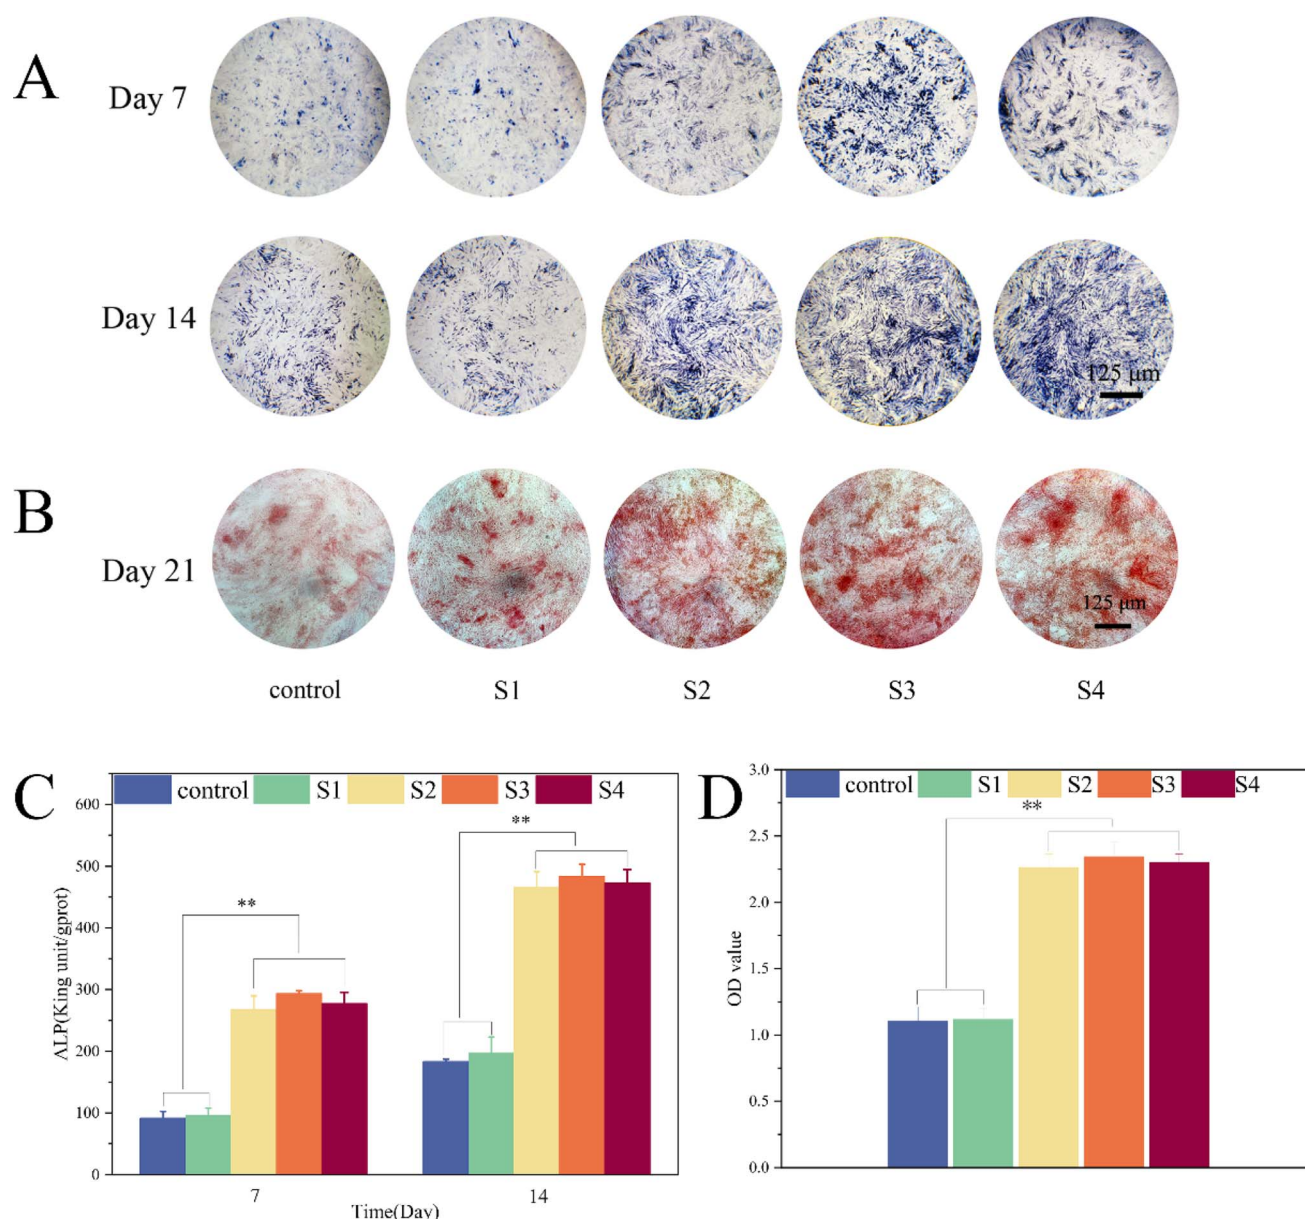 A
Day 7
Day 14
125 μm
B
Day 21
125 μm
control S1 S2 S3 S4
C
control S1 S2 S3 S4
600
500
400
300
200
100
0
ALP(King unit/gprot)
**
**
7 14
Time(Day)
D
control S1 S2 S3 S4
3.0
2.5
2.0
1.5
1.0
0.5
0.0
OD value
**